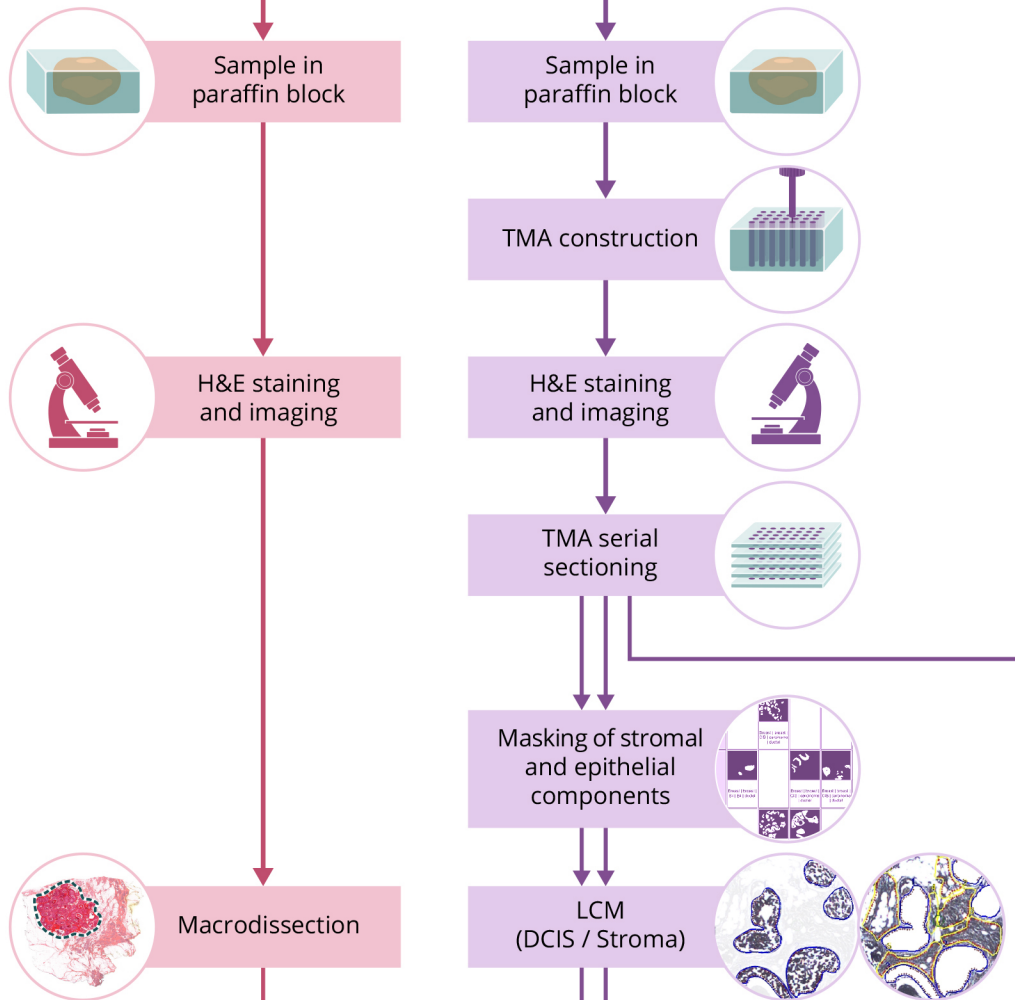 Sample in
paraffin block
H&E staining
and imaging
Macrodissection
Sample in
paraffin block
TMA construction
H&E staining
and imaging
TMA serial
sectioning
Masking of stromal
and epithelial
components
LCM
(DCIS / Stroma)